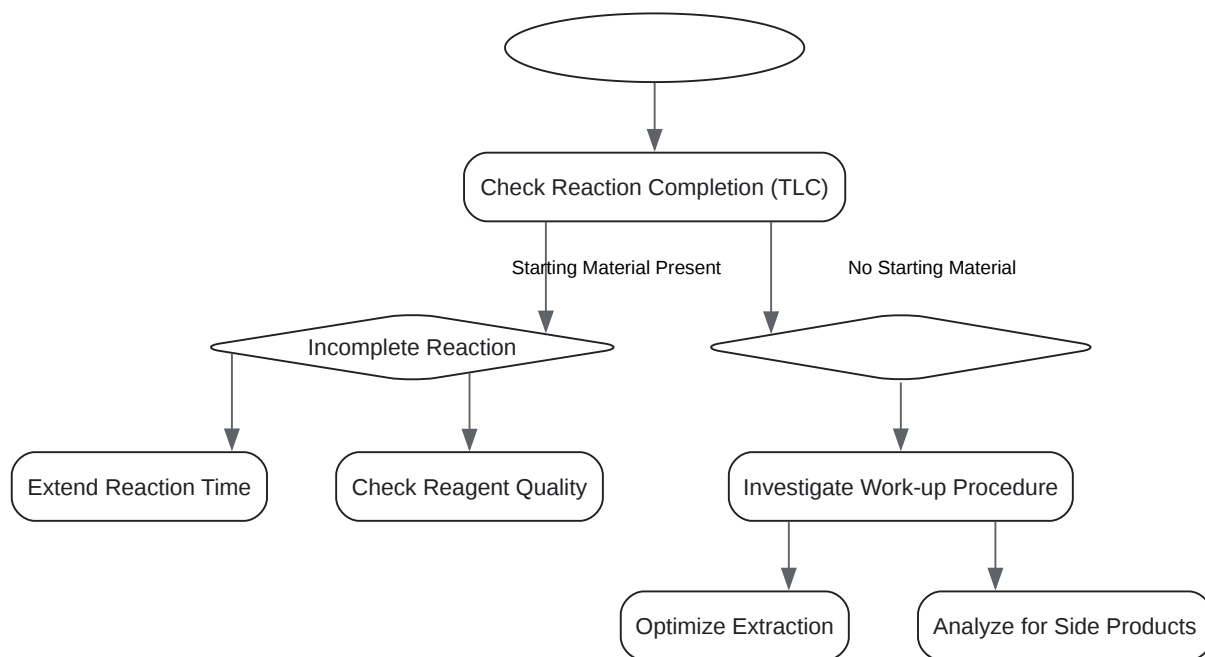 Check Reaction Completion (TLC)
Starting Material Present
No Starting Material
Incomplete Reaction
Extend Reaction Time
Check Reagent Quality
Investigate Work-up Procedure
Optimize Extraction
Analyze for Side Products